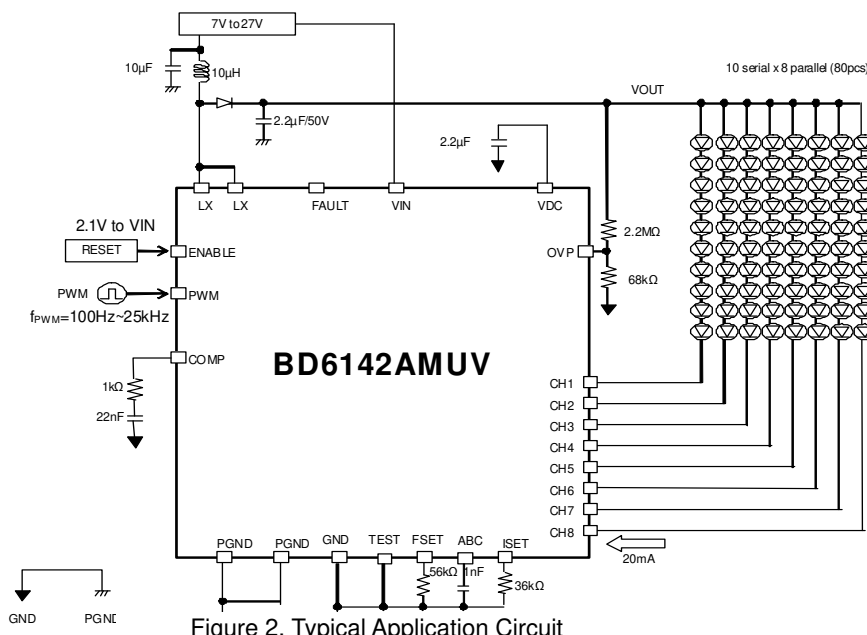 7V to 27V
10µF
10µH
10 serial x 8 parallel (80pcs)
VOUT
2.2µF/50V
2.2µF
LX
LX
FAULT
VIN
VDC
2.1V to VIN
RESET
ENABLE
2.2MΩ
OVP
68kΩ
PWM
PWM
fPWM=100Hz~25kHz
COMP
BD6142AMUV
1kΩ
22nF
CH1
CH2
CH3
CH4
CH5
CH6
CH7
CH8
20mA
PGND
PGND
GND
TEST
FSET
ABC
ISET
56kΩ
1nF
36kΩ
GND
PGND
Figure 2. Typical Application Circuit